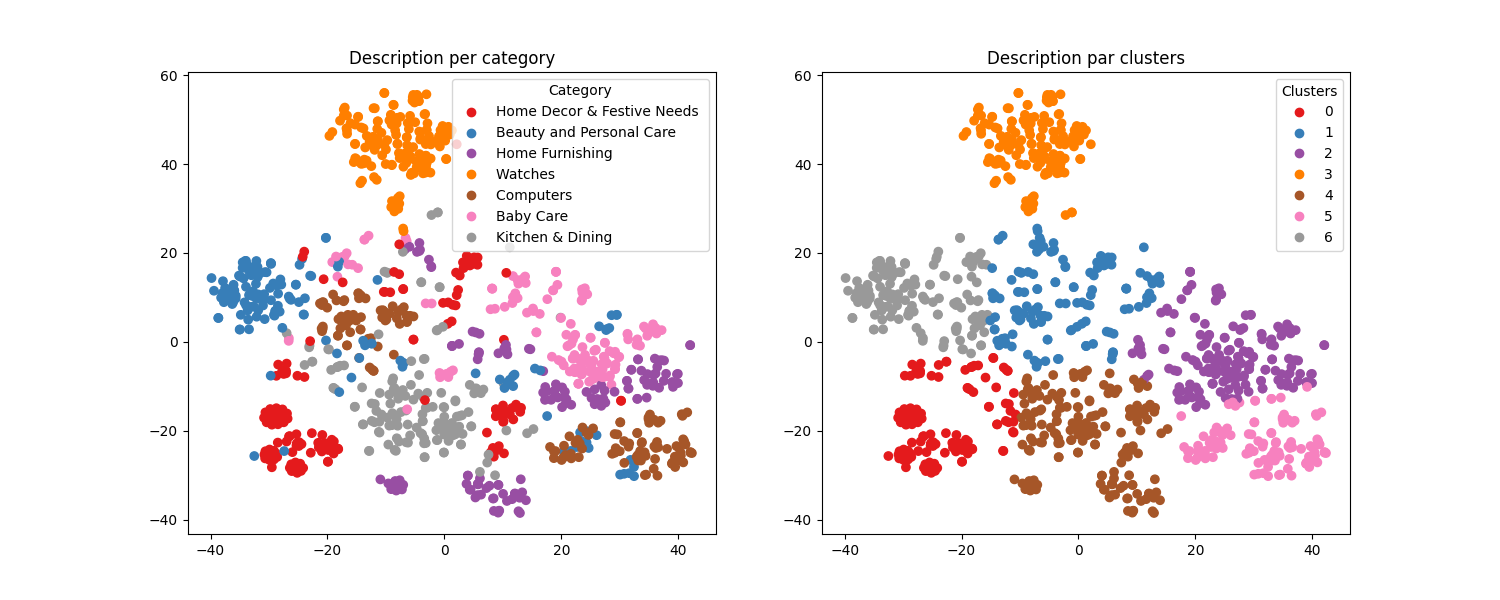 Description per category
60
40
20
0
−20
−40
−40
−20
0
20
40
Category
Home Decor & Festive Needs
Beauty and Personal Care
Home Furnishing
Watches
Computers
Baby Care
Kitchen & Dining
Description par clusters
60
40
20
0
−20
−40
−40
−20
0
20
40
Clusters
0
1
2
3
4
5
6